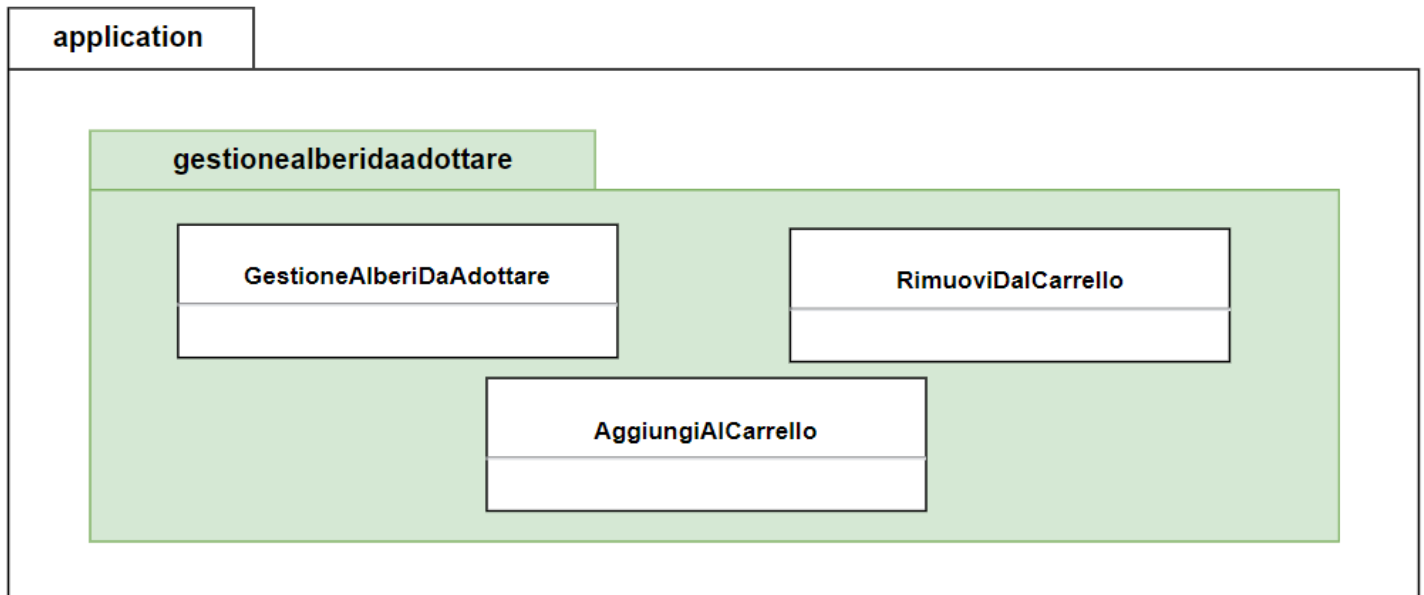 application
gestionealberidaadottare
GestioneAlberiDaAdottare
RimuoviDalCarrello
AggiungiAlCarrello